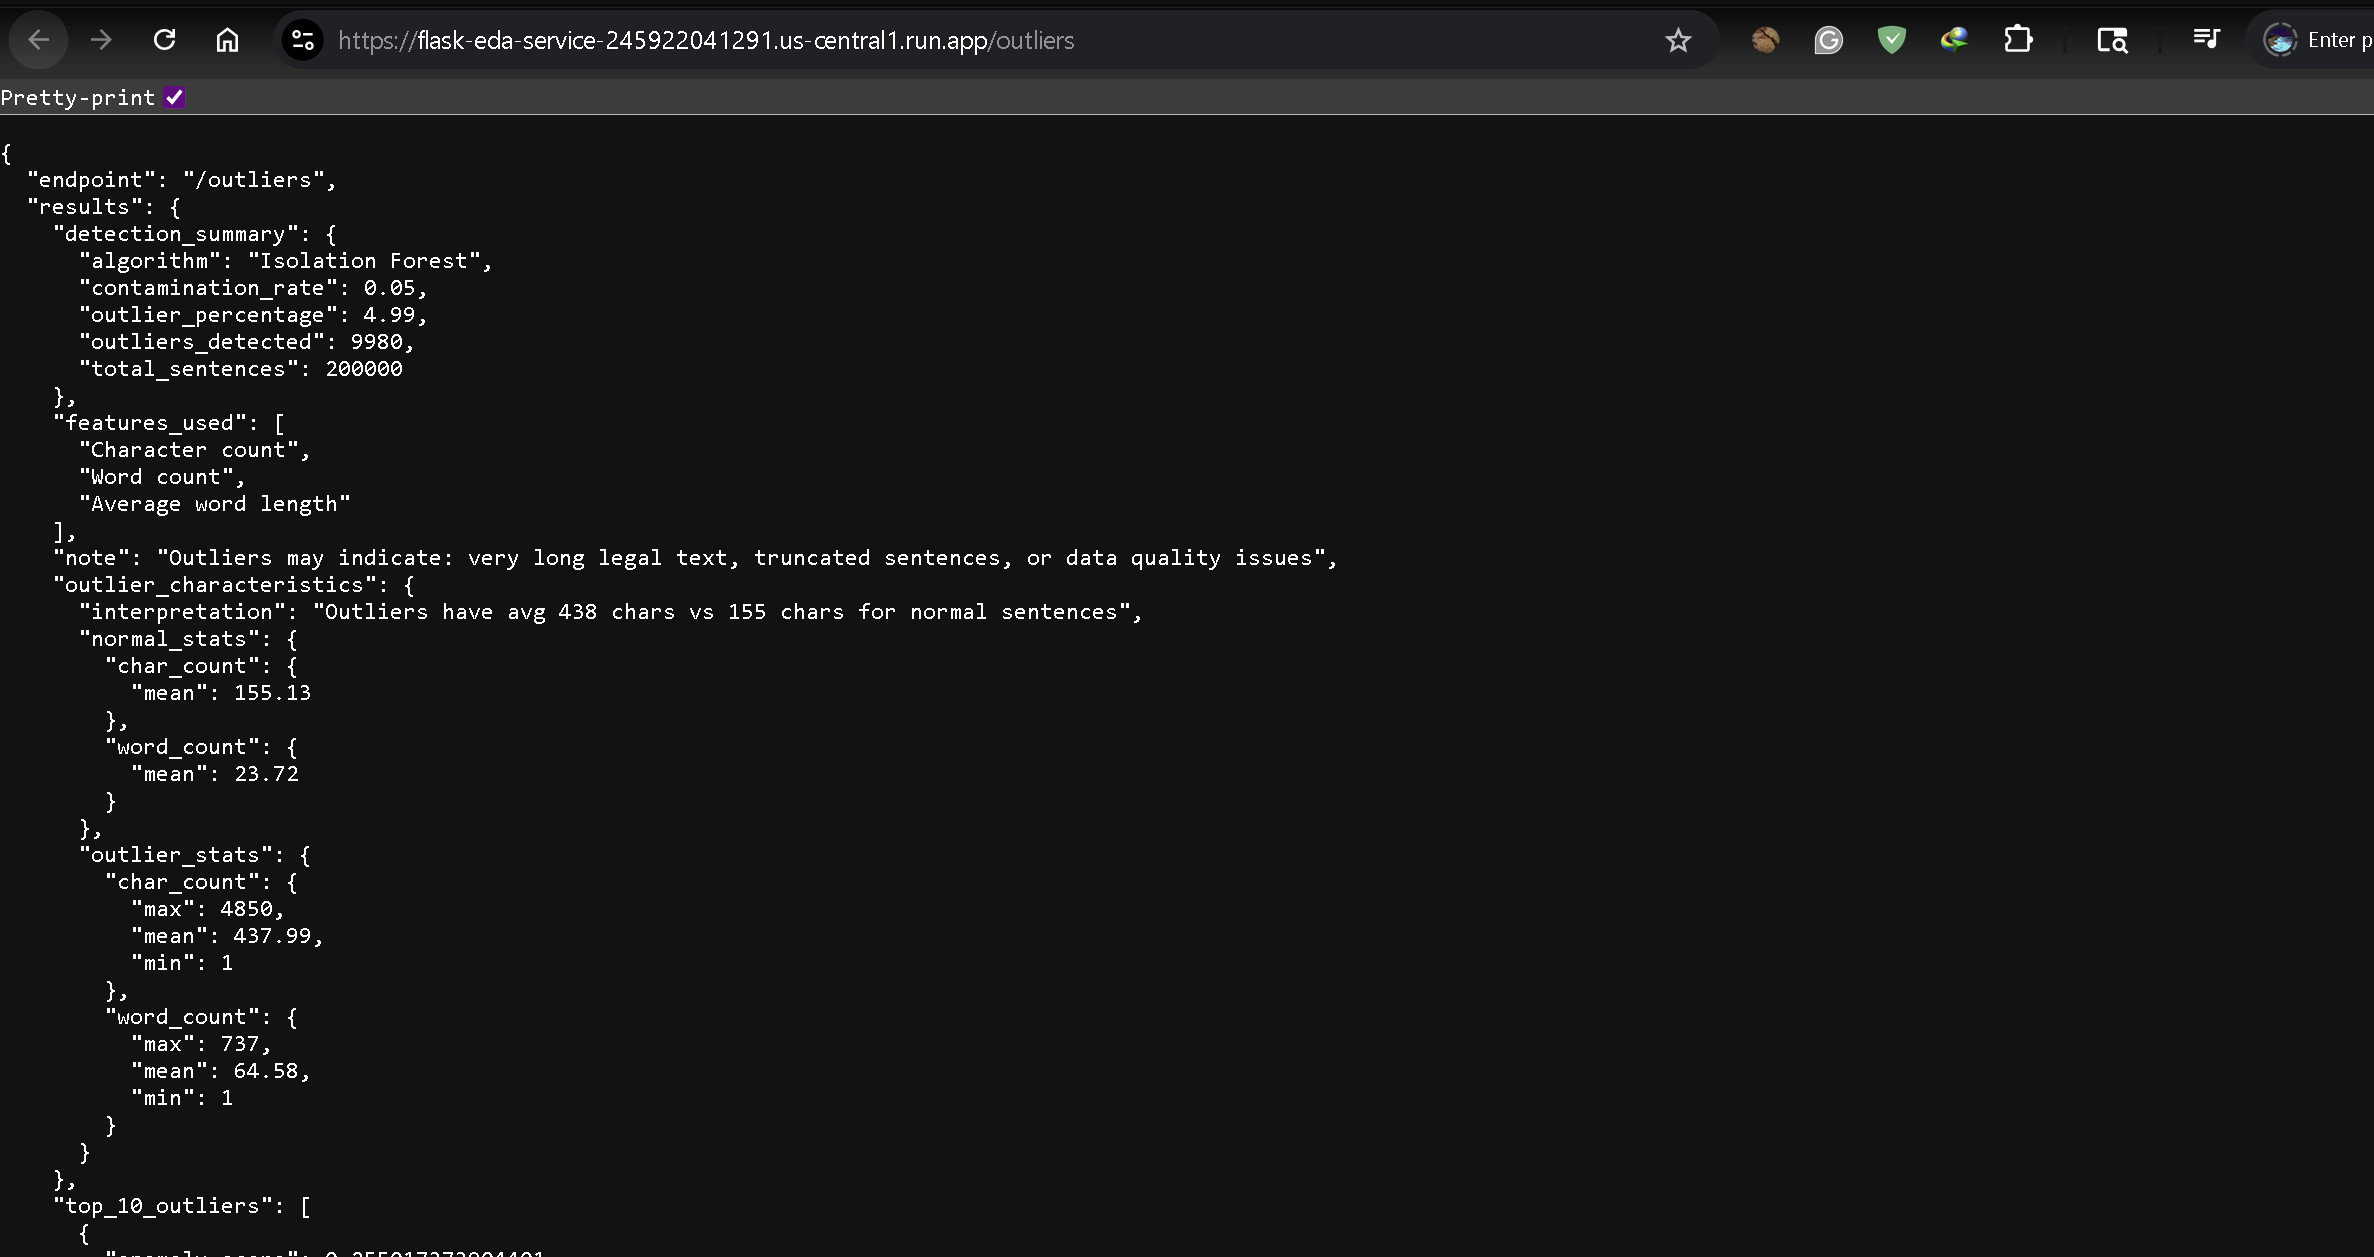 https://flask-eda-service-245922041291.us-central1.run.app/outliers
Enter p
Pretty-print
{
  "endpoint": "/outliers",
  "results": {
    "detection_summary": {
      "algorithm": "Isolation Forest",
      "contamination_rate": 0.05,
      "outlier_percentage": 4.99,
      "outliers_detected": 9980,
      "total_sentences": 200000
    },
    "features_used": [
      "Character count",
      "Word count",
      "Average word length"
    ],
    "note": "Outliers may indicate: very long legal text, truncated sentences, or data quality issues",
    "outlier_characteristics": {
      "interpretation": "Outliers have avg 438 chars vs 155 chars for normal sentences",
      "normal_stats": {
        "char_count": {
          "mean": 155.13
        },
        "word_count": {
          "mean": 23.72
        }
      },
      "outlier_stats": {
        "char_count": {
          "max": 4850,
          "mean": 437.99,
          "min": 1
        },
        "word_count": {
          "max": 737,
          "mean": 64.58,
          "min": 1
        }
      }
    },
    "top_10_outliers": [
      {